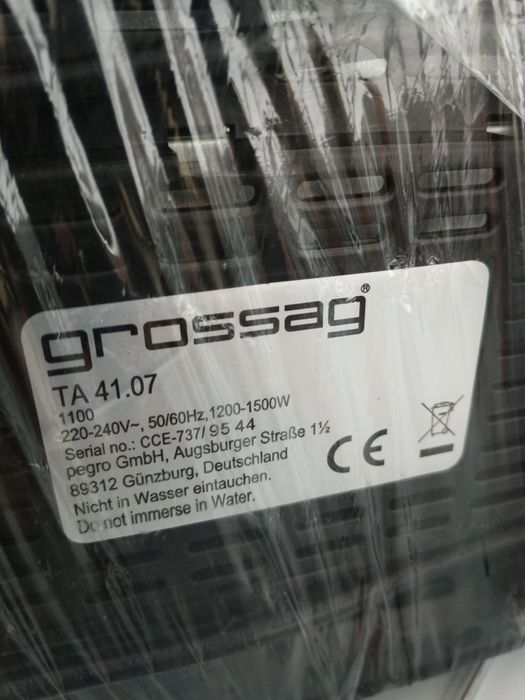 grossag®
TA 41.07
1100
220-240V~, 50/60Hz,1200-1500W
Serial no.: CCE-737/ 95 44
pegro GmbH, Augsburger Straße 1½
89312 Günzburg, Deutschland
Nicht in Wasser eintauchen.
Do not immerse in Water.
CE